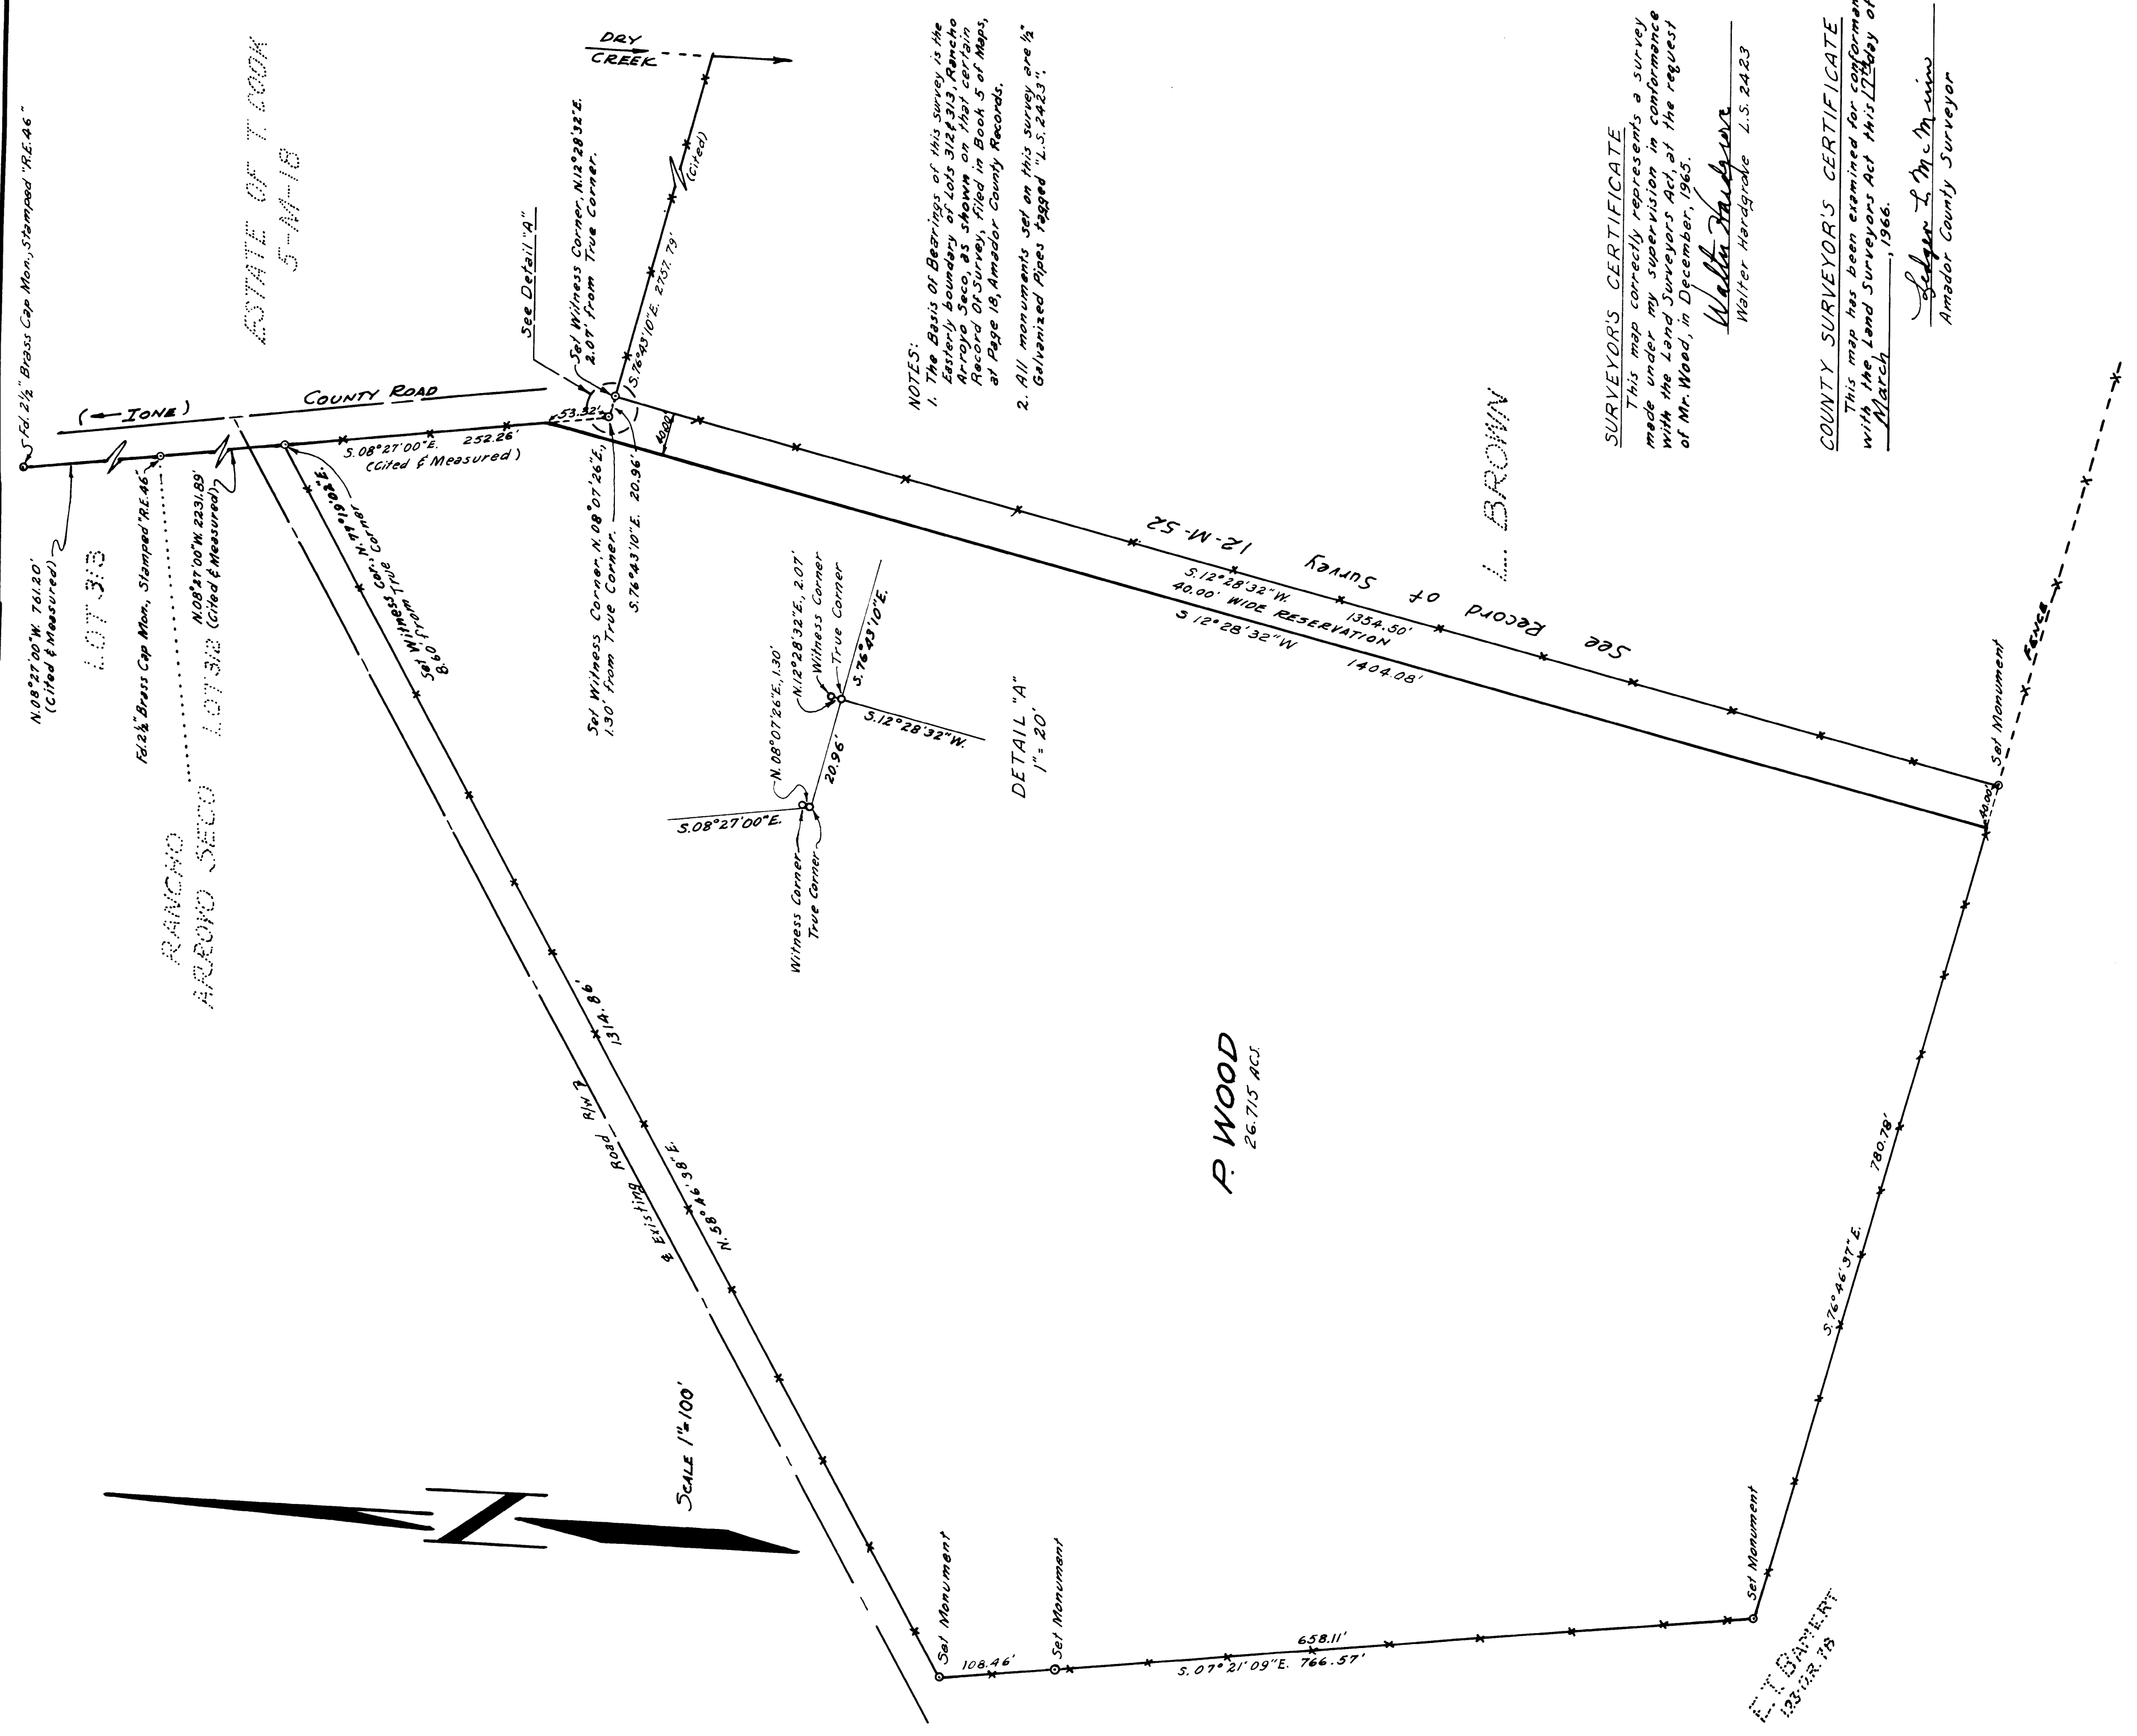 Fd. 2½" Brass Cap Mon., Stamped "R.E. 46"
N.08°27'00"W. 761.20'
(Cited & Measured)
LOT 313
Fd. 2½" Brass Cap Mon., Stamped "R.E. 46"
N.08°27'00"W. 2231.89'
(Cited & Measured)
LOT 312
RANCHO
ARROYO SECO
ESTATE OF T. COOK
5-M-18
(← IONE)
COUNTY ROAD
S.08°27'00"E. 252.26'
(Cited & Measured)
Set Witness Cor., N.
8.60' from True Corner
DRY
CREEK
See Detail "A"
Set Witness Corner, N.12°28'32"E.
2.07' from True Corner.
S.76°43'10"E. 2757.79'
(Cited)
53.32'
40.00'
Set Witness Corner, N.08°07'26"E.,
1.30' from True Corner.
S.76°43'10"E. 20.96'
NOTES:
1. The Basis Of Bearings of this survey is the
Easterly boundary of Lots 312 & 313, Rancho
Arroyo Seco, as shown on that certain
Record Of Survey, filed in Book 5 of Maps,
at Page 18, Amador County Records.
2. All monuments set on this survey are ½"
Galvanized Pipes tagged "L.S. 2423".
N.08°07'26"E., 1.30'
N.12°28'32"E., 2.07'
Witness Corner
True Corner
S.08°27'00"E.
20.96'
S.76°43'10"E.
S.12°28'32"W.
Witness Corner
True Corner
DETAIL "A"
1" = 20'
See Record of Survey 12-M-52
S.12°28'32"W. 1354.50'
40.00' WIDE RESERVATION
S 12°28'32"W 1404.08'
L. BROWN
SURVEYOR'S CERTIFICATE
This map correctly represents a survey
made under my supervision in conformance
with the Land Surveyors Act, at the request
of Mr. Wood, in December, 1965.
Walter Hardgrove
Walter Hardgrove L.S. 2423
COUNTY SURVEYOR'S CERTIFICATE
This map has been examined for conforman
with the Land Surveyors Act this 17th day of
March, 1966.
Amador County Surveyor
℄ Existing Road R/W
1314.86'
N.58°46'38"E.
P. WOOD
26.715 ACS.
SCALE 1"=100'
Set Monument
108.46'
Set Monument
658.11'
S.07°21'09"E. 766.57'
Set Monument
S.76°46'37"E. 780.78'
40.00'
Set Monument
FENCE
E.T. BAMERT
123·O.R.·78